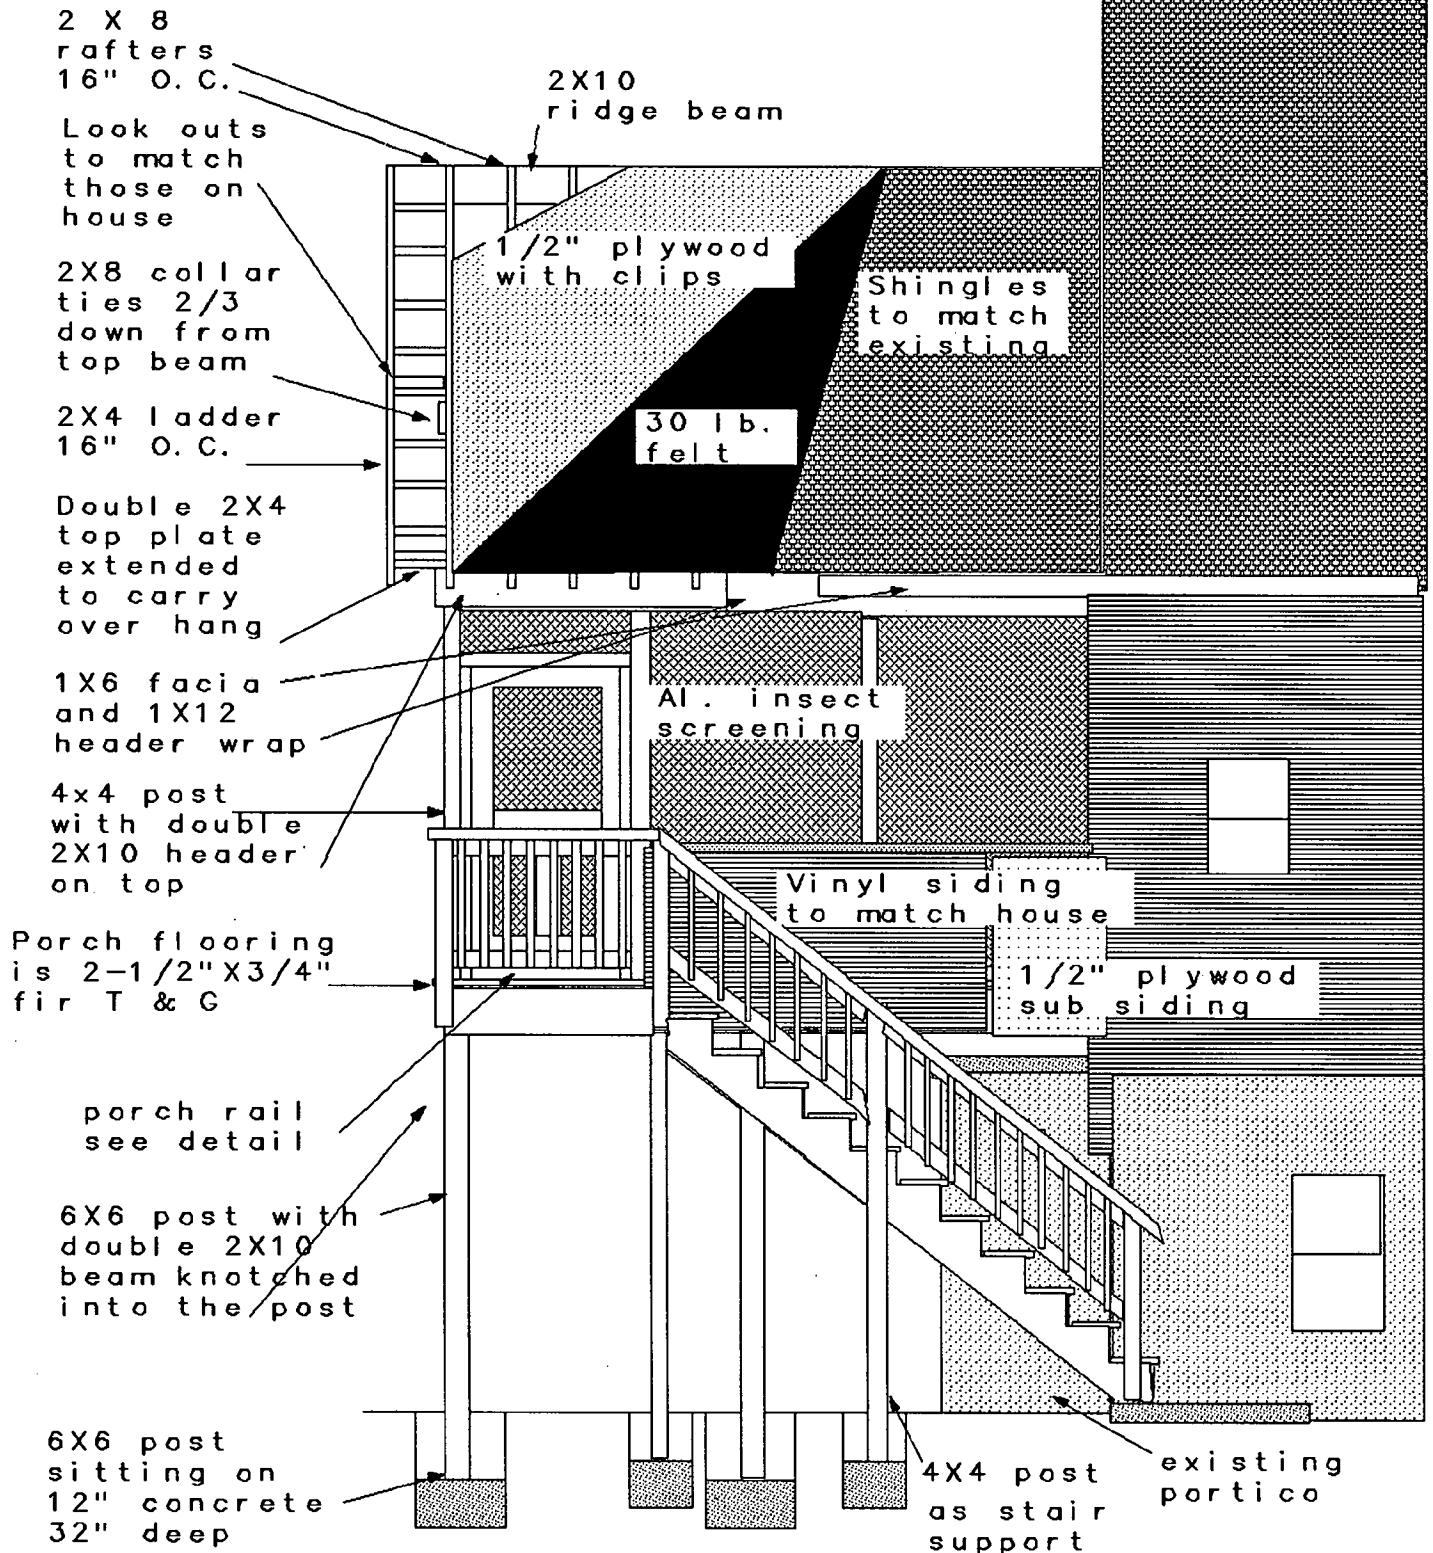 2 X 8
rafters
16" O.C.
2X10
ridge beam
Look outs
to match
those on
house
1/2" plywood
with clips
Shingles
to match
existing
2X8 collar
ties 2/3
down from
top beam
30 lb.
felt
2X4 ladder
16" O.C.
Double 2X4
top plate
extended
to carry
over hang
1X6 facia
and 1X12
header wrap
Al. insect
screening
4x4 post
with double
2X10 header
on top
Vinyl siding
to match house
Porch flooring
is 2-1/2"X3/4"
fir T & G
1/2" plywood
sub siding
porch rail
see detail
6X6 post with
double 2X10
beam knotched
into the post
6X6 post
sitting on
12" concrete
32" deep
4X4 post
as stair
support
existing
portico